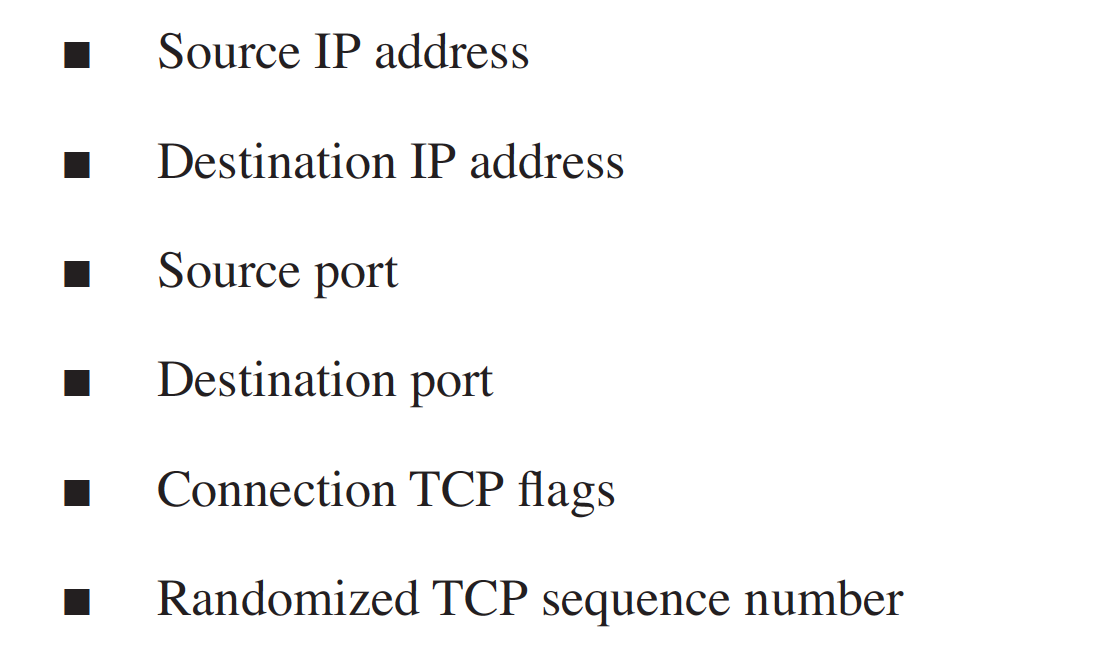 ■ Source IP address
■ Destination IP address
■ Source port
■ Destination port
■ Connection TCP flags
■ Randomized TCP sequence number